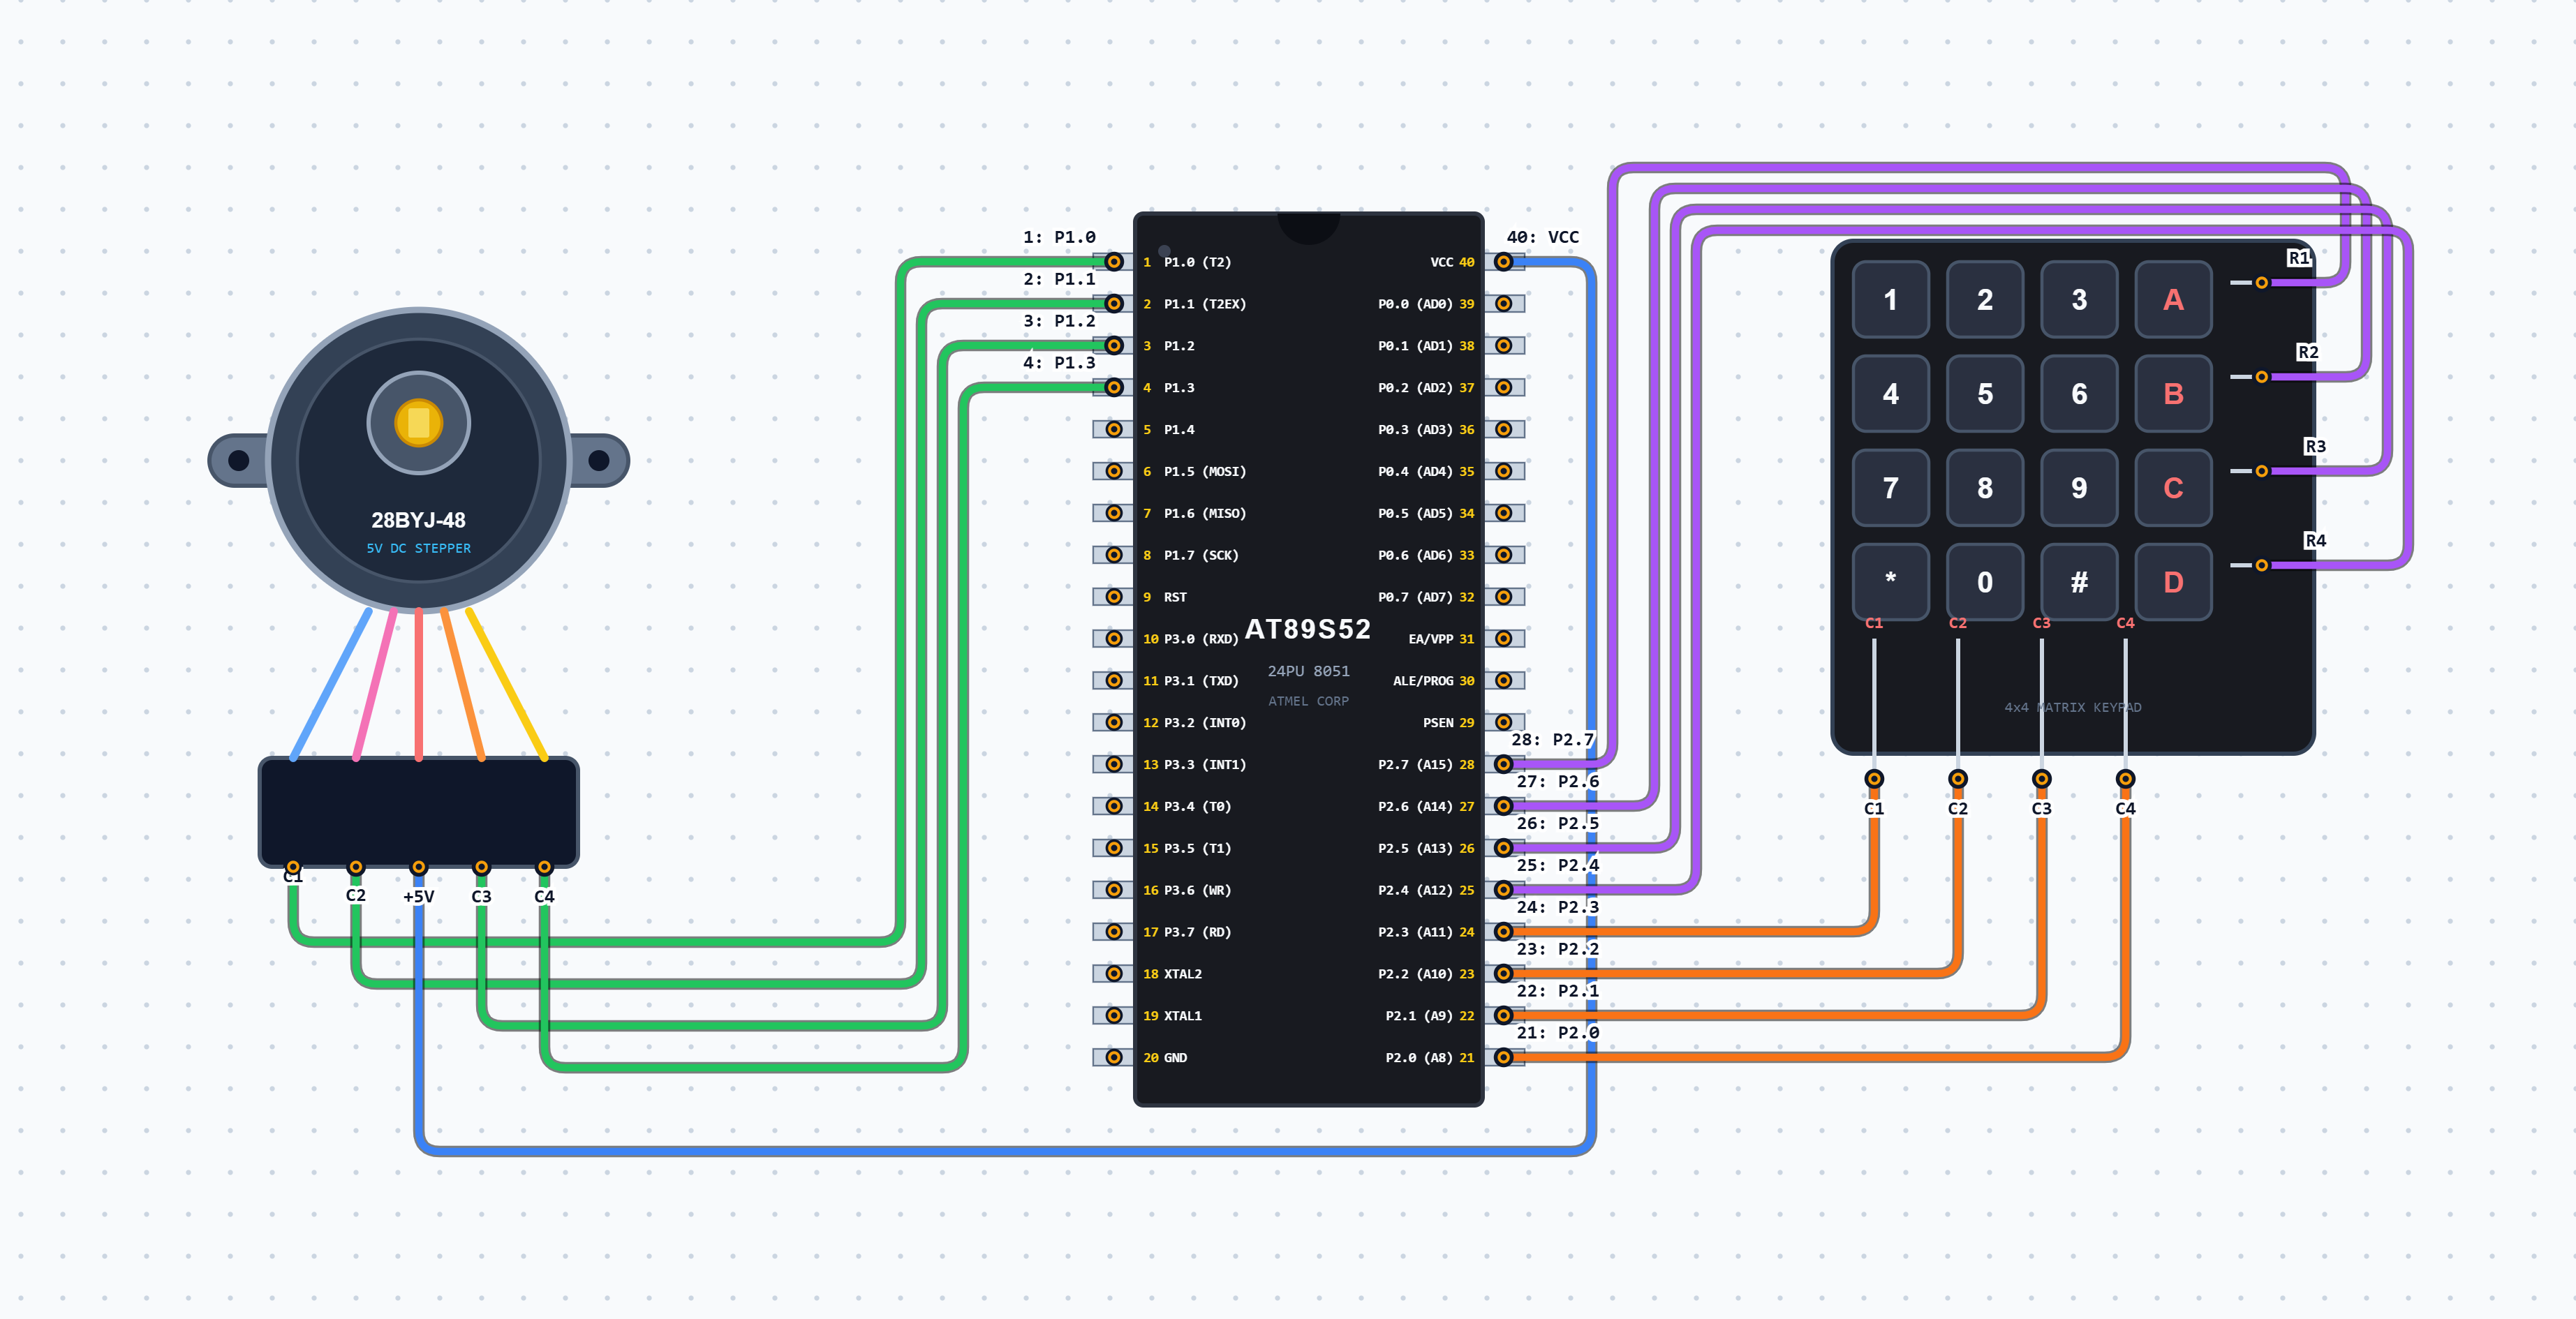 28BYJ-48
5V DC STEPPER
C1
C2
+5V
C3
C4
1: P1.0
2: P1.1
3: P1.2
4: P1.3
1 P1.0 (T2)
2 P1.1 (T2EX)
3 P1.2
4 P1.3
5 P1.4
6 P1.5 (MOSI)
7 P1.6 (MISO)
8 P1.7 (SCK)
9 RST
10 P3.0 (RXD)
11 P3.1 (TXD)
12 P3.2 (INT0)
13 P3.3 (INT1)
14 P3.4 (T0)
15 P3.5 (T1)
16 P3.6 (WR)
17 P3.7 (RD)
18 XTAL2
19 XTAL1
20 GND
AT89S52
24PU 8051
ATMEL CORP
VCC 40
P0.0 (AD0) 39
P0.1 (AD1) 38
P0.2 (AD2) 37
P0.3 (AD3) 36
P0.4 (AD4) 35
P0.5 (AD5) 34
P0.6 (AD6) 33
P0.7 (AD7) 32
EA/VPP 31
ALE/PROG 30
PSEN 29
P2.7 (A15) 28
P2.6 (A14) 27
P2.5 (A13) 26
P2.4 (A12) 25
P2.3 (A11) 24
P2.2 (A10) 23
P2.1 (A9) 22
P2.0 (A8) 21
40: VCC
28: P2.7
27: P2.6
26: P2.5
25: P2.4
24: P2.3
23: P2.2
22: P2.1
21: P2.0
1 2 3 A
4 5 6 B
7 8 9 C
* 0 # D
R1
R2
R3
R4
C1 C2 C3 C4
4x4 MATRIX KEYPAD
C1 C2 C3 C4